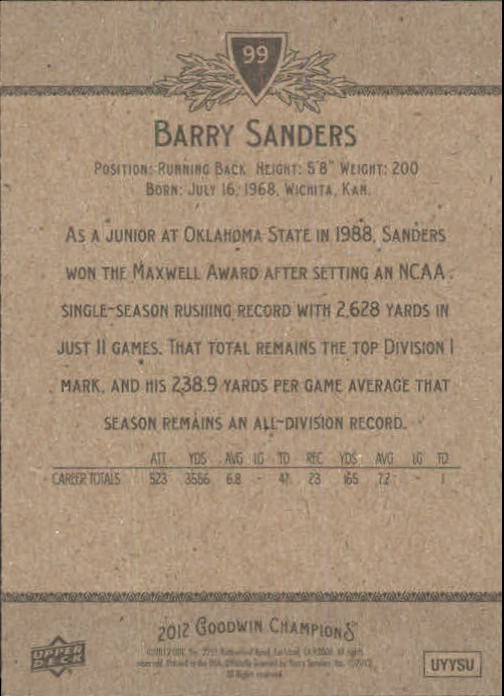 99
BARRY SANDERS
POSITION: RUNNING BACK HEIGHT: 5'8" WEIGHT: 200
BORN: JULY 16, 1968, WICHITA, KAN.
AS A JUNIOR AT OKLAHOMA STATE IN 1988, SANDERS
WON THE MAXWELL AWARD AFTER SETTING AN NCAA
SINGLE-SEASON RUSHING RECORD WITH 2,628 YARDS IN
JUST 11 GAMES. THAT TOTAL REMAINS THE TOP DIVISION I
MARK, AND HIS 238.9 YARDS PER GAME AVERAGE THAT
SEASON REMAINS AN ALL-DIVISION RECORD.
ATT YDS AVG LG TD REC YDS AVG LG TD
CAREER TOTALS 523 3556 6.8 - 47 23 165 7.2 - 1
2012 GOODWIN CHAMPIONS
UPPER DECK
All Rights reserved.
UYYSU